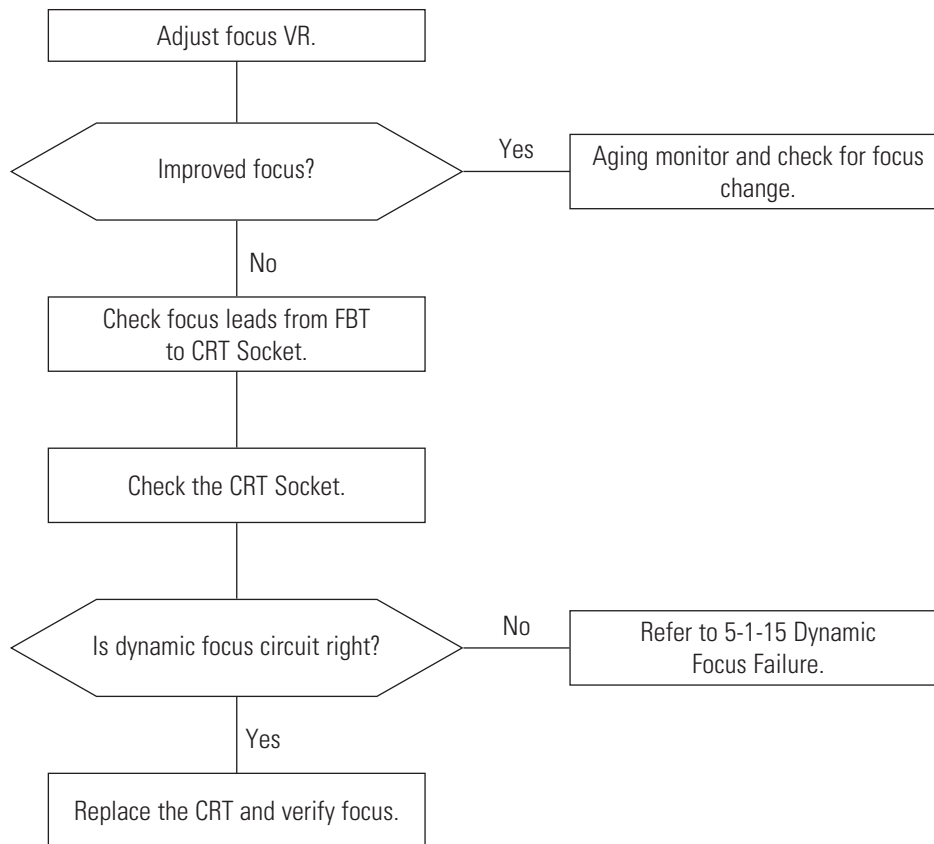 Adjust focus VR.
Improved focus?
Yes
Aging monitor and check for focus
change.
No
Check focus leads from FBT
to CRT Socket.
Check the CRT Socket.
Is dynamic focus circuit right?
No
Refer to 5-1-15 Dynamic
Focus Failure.
Yes
Replace the CRT and verify focus.